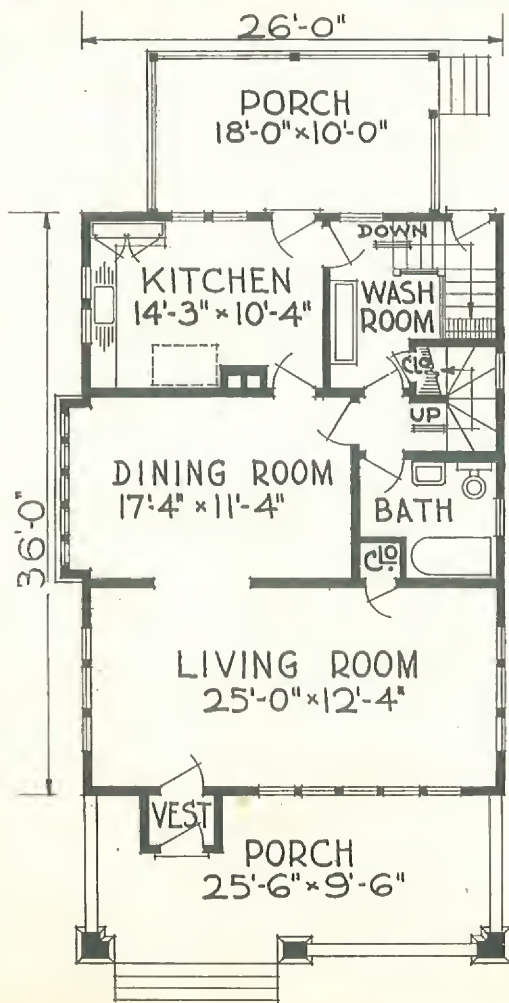 26'-0"
PORCH
18'-0"×10'-0"
DOWN
KITCHEN
14'-3"×10'-4"
WASH
ROOM
CLO
UP
36'-0"
DINING ROOM
17'-4"×11'-4"
BATH
CLO.
LIVING ROOM
25'-0"×12'-4"
VEST
PORCH
25'-6"×9'-6"